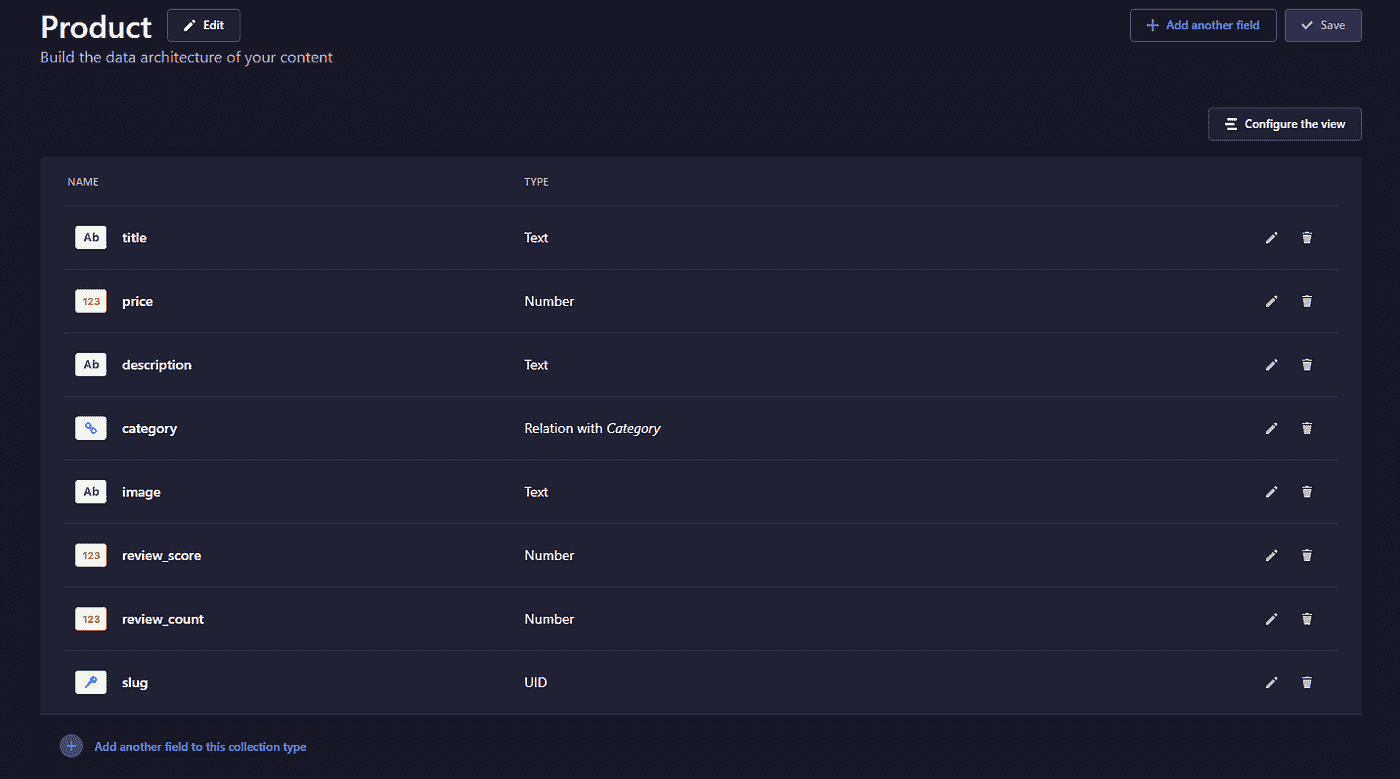 Product Edit Add another field Save
Build the data architecture of your content
Configure the view
NAME TYPE
Ab title Text
123 price Number
Ab description Text
category Relation with Category
Ab image Text
123 review_score Number
123 review_count Number
slug UID
Add another field to this collection type